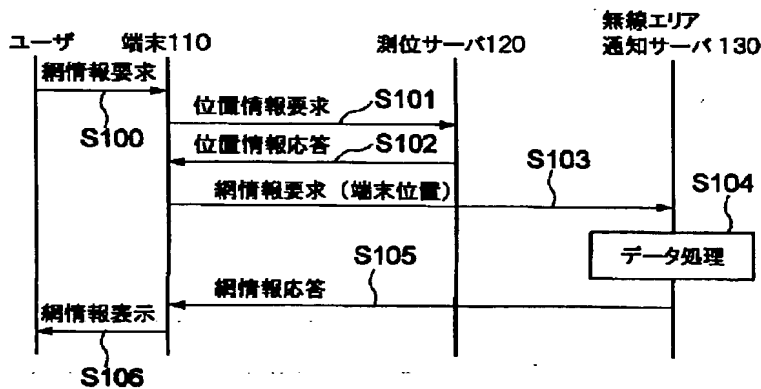 ユーザ
端末110
測位サーバ120
無線エリア
通知サーバ130
網情報要求
S100
位置情報要求
S101
位置情報応答
S102
網情報要求（端末位置）
S103
S104
データ処理
網情報応答
S105
網情報表示
S106